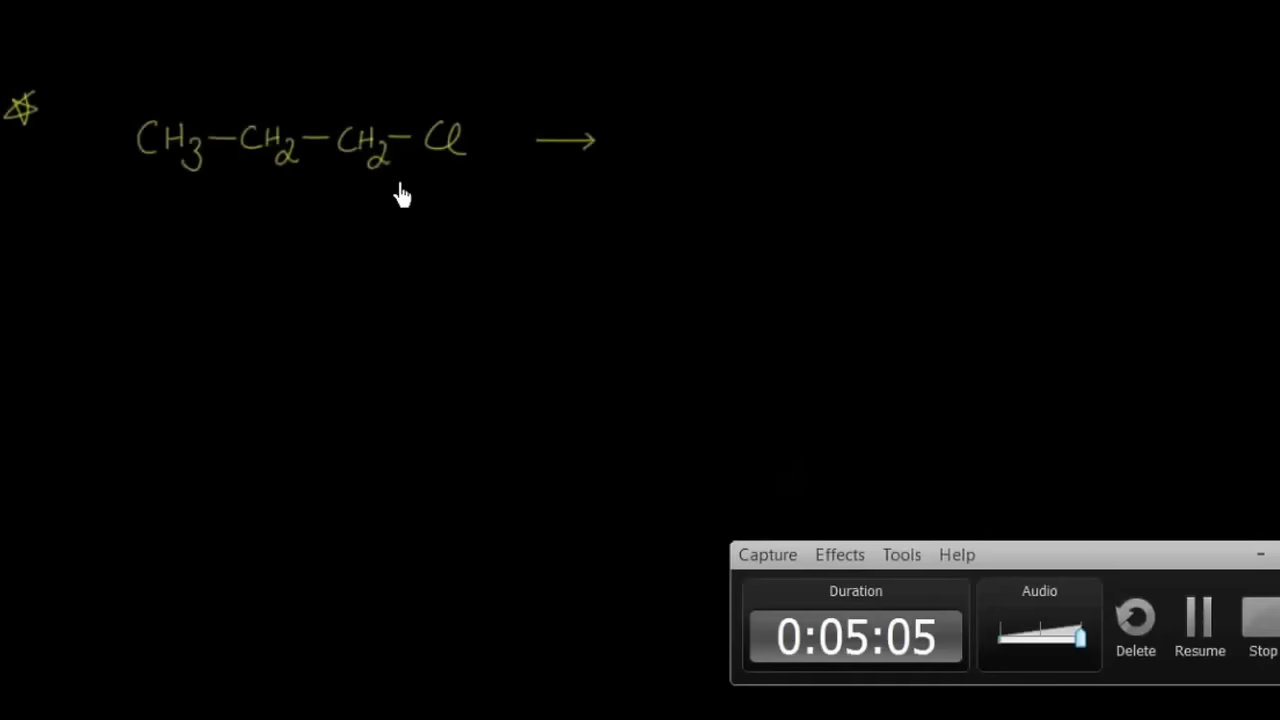 CH3-CH2-CH2-Cl →
Capture Effects Tools Help -
Duration Audio
0:05:05
Delete Resume Stop